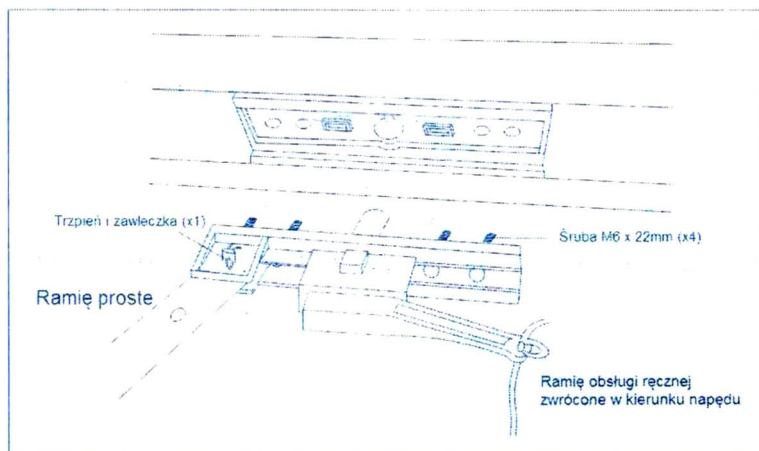 Trzpień i zawleczka (x1)
Śruba M6 x 22mm (x4)
Ramię proste
Ramię obsługi ręcznej
zwrócone w kierunku napędu